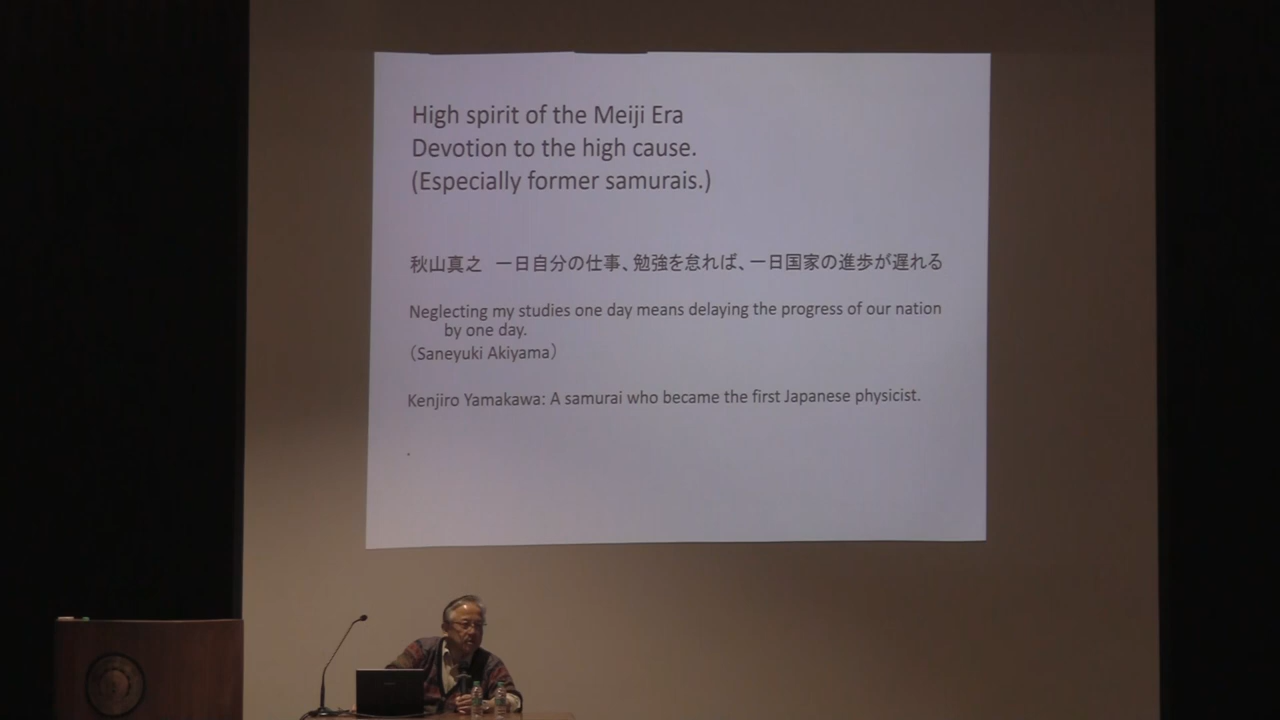 High spirit of the Meiji Era
Devotion to the high cause.
(Especially former samurais.)
秋山真之　一日自分の仕事、勉強を怠れば、一日国家の進歩が遅れる
Neglecting my studies one day means delaying the progress of our nation
by one day.
（Saneyuki Akiyama）
Kenjiro Yamakawa: A samurai who became the first Japanese physicist.
.